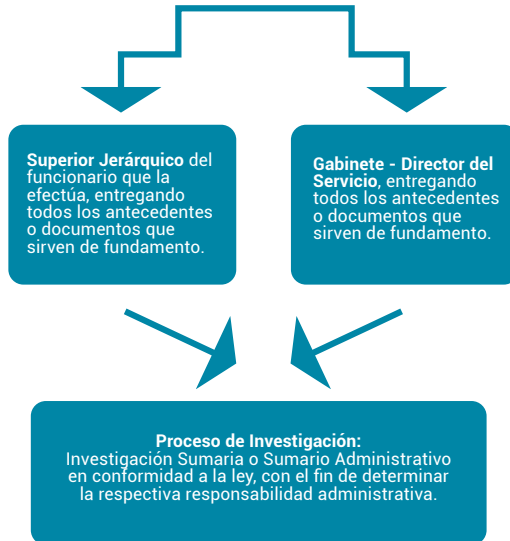 Superior Jerárquico del
funcionario que la
efectúa, entregando
todos los antecedentes
o documentos que
sirven de fundamento.
Gabinete - Director del
Servicio, entregando
todos los antecedentes
o documentos que
sirven de fundamento.
Proceso de Investigación:
Investigación Sumaria o Sumario Administrativo
en conformidad a la ley, con el fin de determinar
la respectiva responsabilidad administrativa.